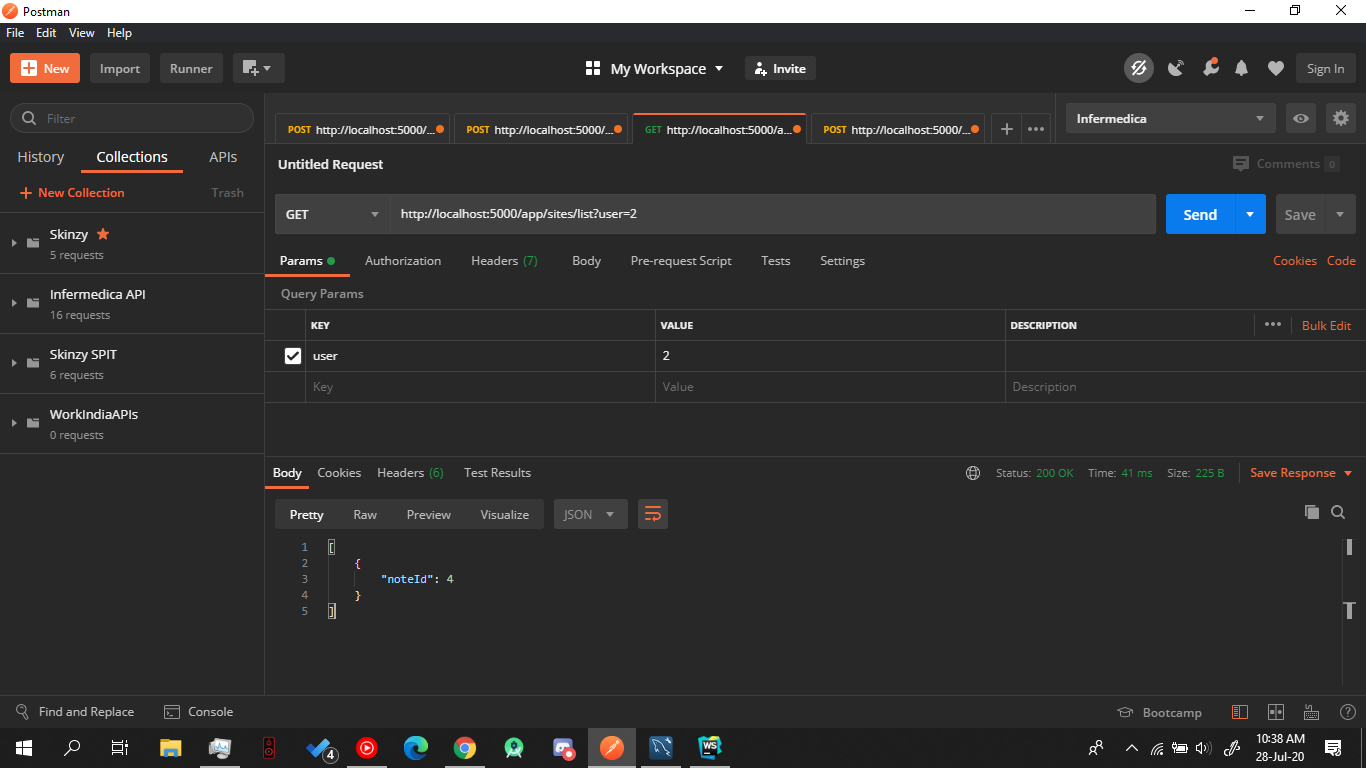 Postman
File Edit View Help
New Import Runner My Workspace Invite Sign In
Filter
History Collections APIs
New Collection Trash
Skinzy
5 requests
Infermedica API
16 requests
Skinzy SPIT
6 requests
WorkIndiaAPIs
0 requests
POST http://localhost:5000/... POST http://localhost:5000/... GET http://localhost:5000/a... POST http://localhost:5000/... Infermedica
Untitled Request Comments 0
GET http://localhost:5000/app/sites/list?user=2 Send Save
Params Authorization Headers (7) Body Pre-request Script Tests Settings Cookies Code
Query Params
KEY VALUE DESCRIPTION Bulk Edit
user 2
Key Value Description
Body Cookies Headers (6) Test Results Status: 200 OK Time: 41 ms Size: 225 B Save Response
Pretty Raw Preview Visualize JSON
1 [
2 {
3 "noteId": 4
4 }
5 ]
Find and Replace Console Bootcamp
4 WS 10:38 AM
28-Jul-20